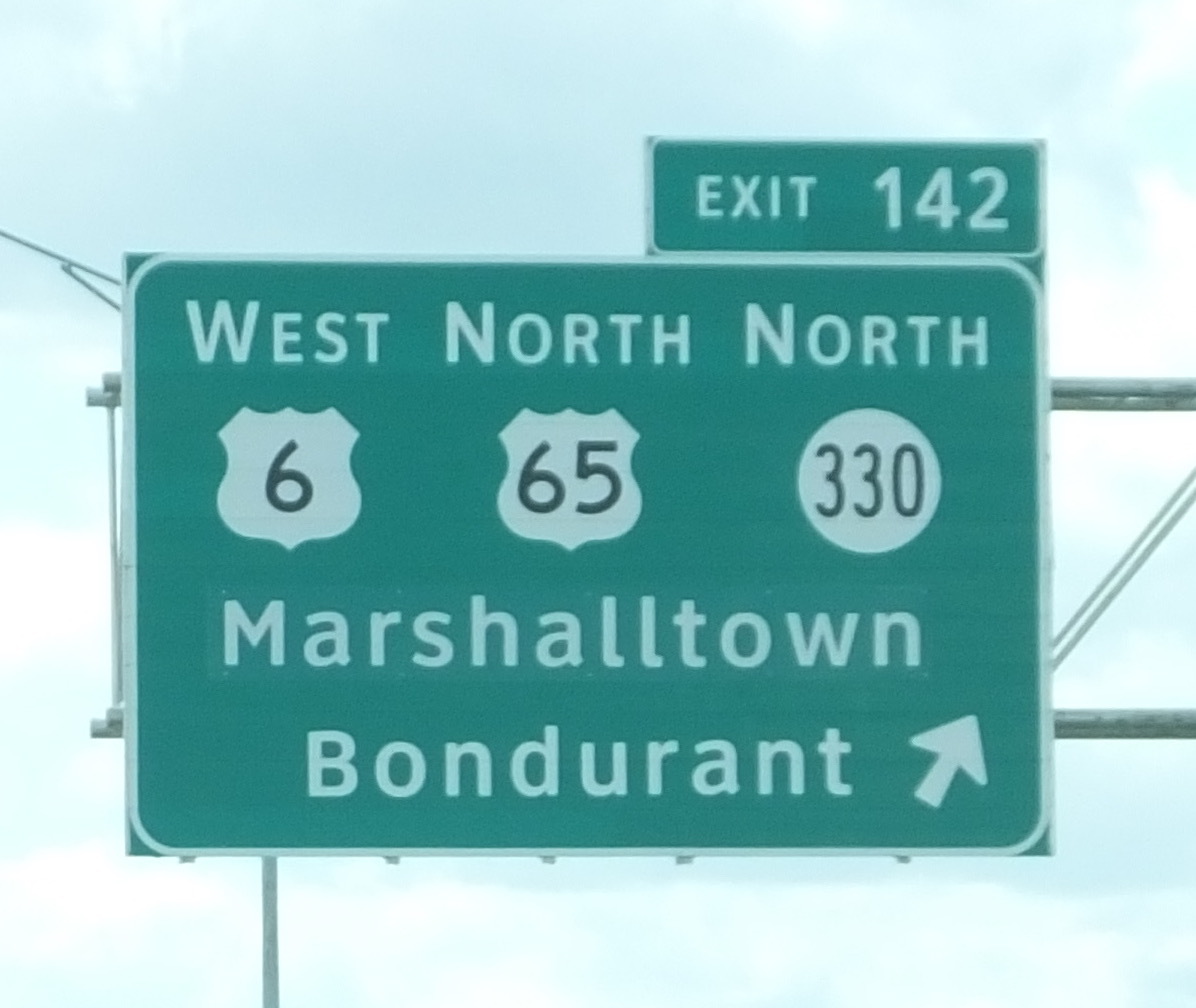 EXIT 142
WEST NORTH NORTH
6 65 330
Marshalltown
Bondurant